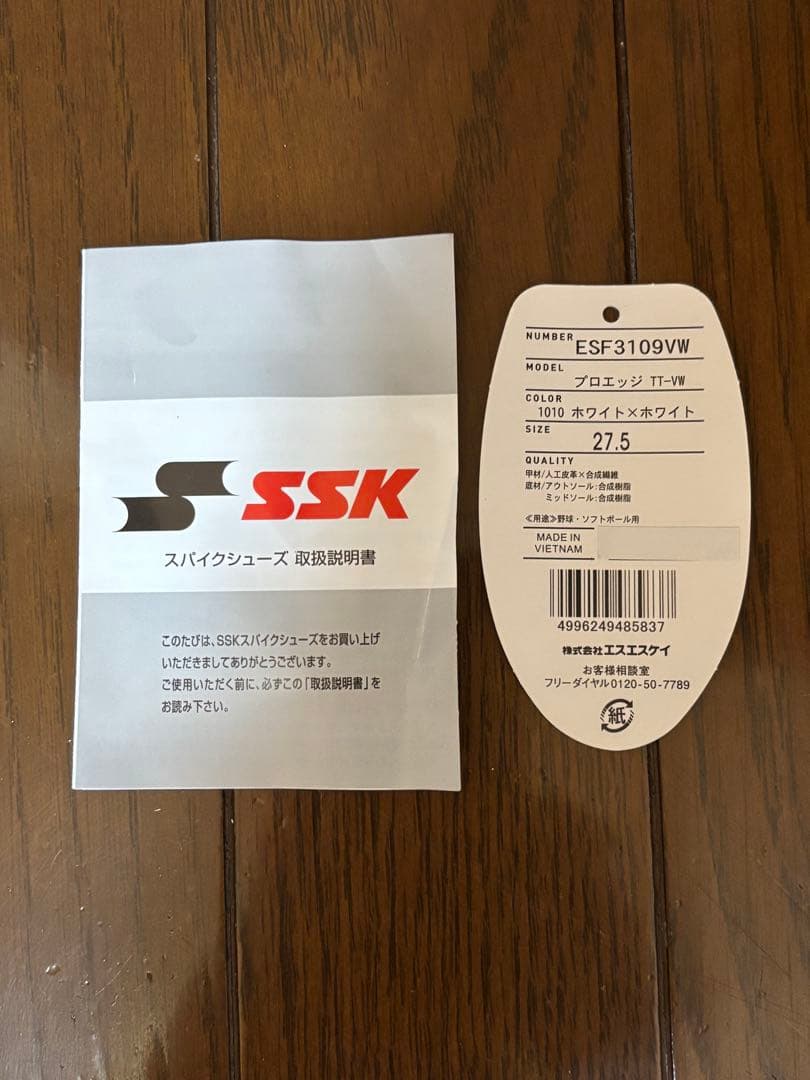 SSK
スパイクシューズ 取扱説明書
このたびは、SSKスパイクシューズをお買い上げ
いただきましてありがとうございます。
ご使用いただく前に、必ずこの「取扱説明書」を
お読み下さい。
NUMBER ESF3109VW
MODEL プロエッジ TT-VW
COLOR 1010 ホワイト×ホワイト
SIZE 27.5
QUALITY
甲材/人工皮革×合成繊維
底材/アウトソール:合成樹脂
ミッドソール:合成樹脂
≪用途≫野球・ソフトボール用
MADE IN
VIETNAM
4996249485837
株式会社エスエスケイ
お客様相談室
フリーダイヤル0120-50-7789
紙